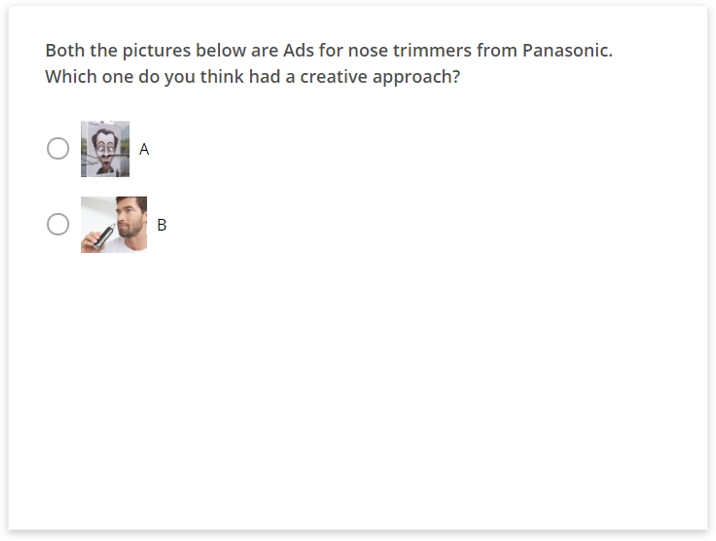 Both the pictures below are Ads for nose trimmers from Panasonic.
Which one do you think had a creative approach?
A
B